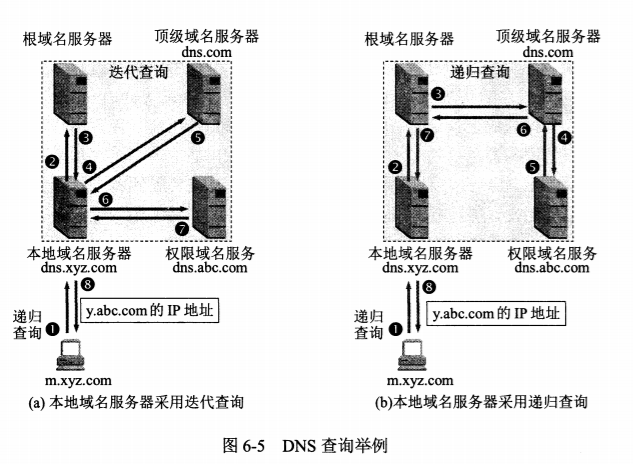 根域名服务器
顶级域名服务器
dns.com
迭代查询
❸
❷
❹
❺
❻
❼
本地域名服务器
dns.xyz.com
权限域名服务
dns.abc.com
❽
y.abc.com 的 IP 地址
递归
查询
❶
m.xyz.com
(a) 本地域名服务器采用迭代查询
根域名服务器
顶级域名服务器
dns.com
递归查询
❸
❼
❻
❹
❷
❺
本地域名服务器
dns.xyz.com
权限域名服务
dns.abc.com
❽
y.abc.com 的 IP 地址
递归
查询
❶
m.xyz.com
(b)本地域名服务器采用递归查询
图 6-5 DNS 查询举例